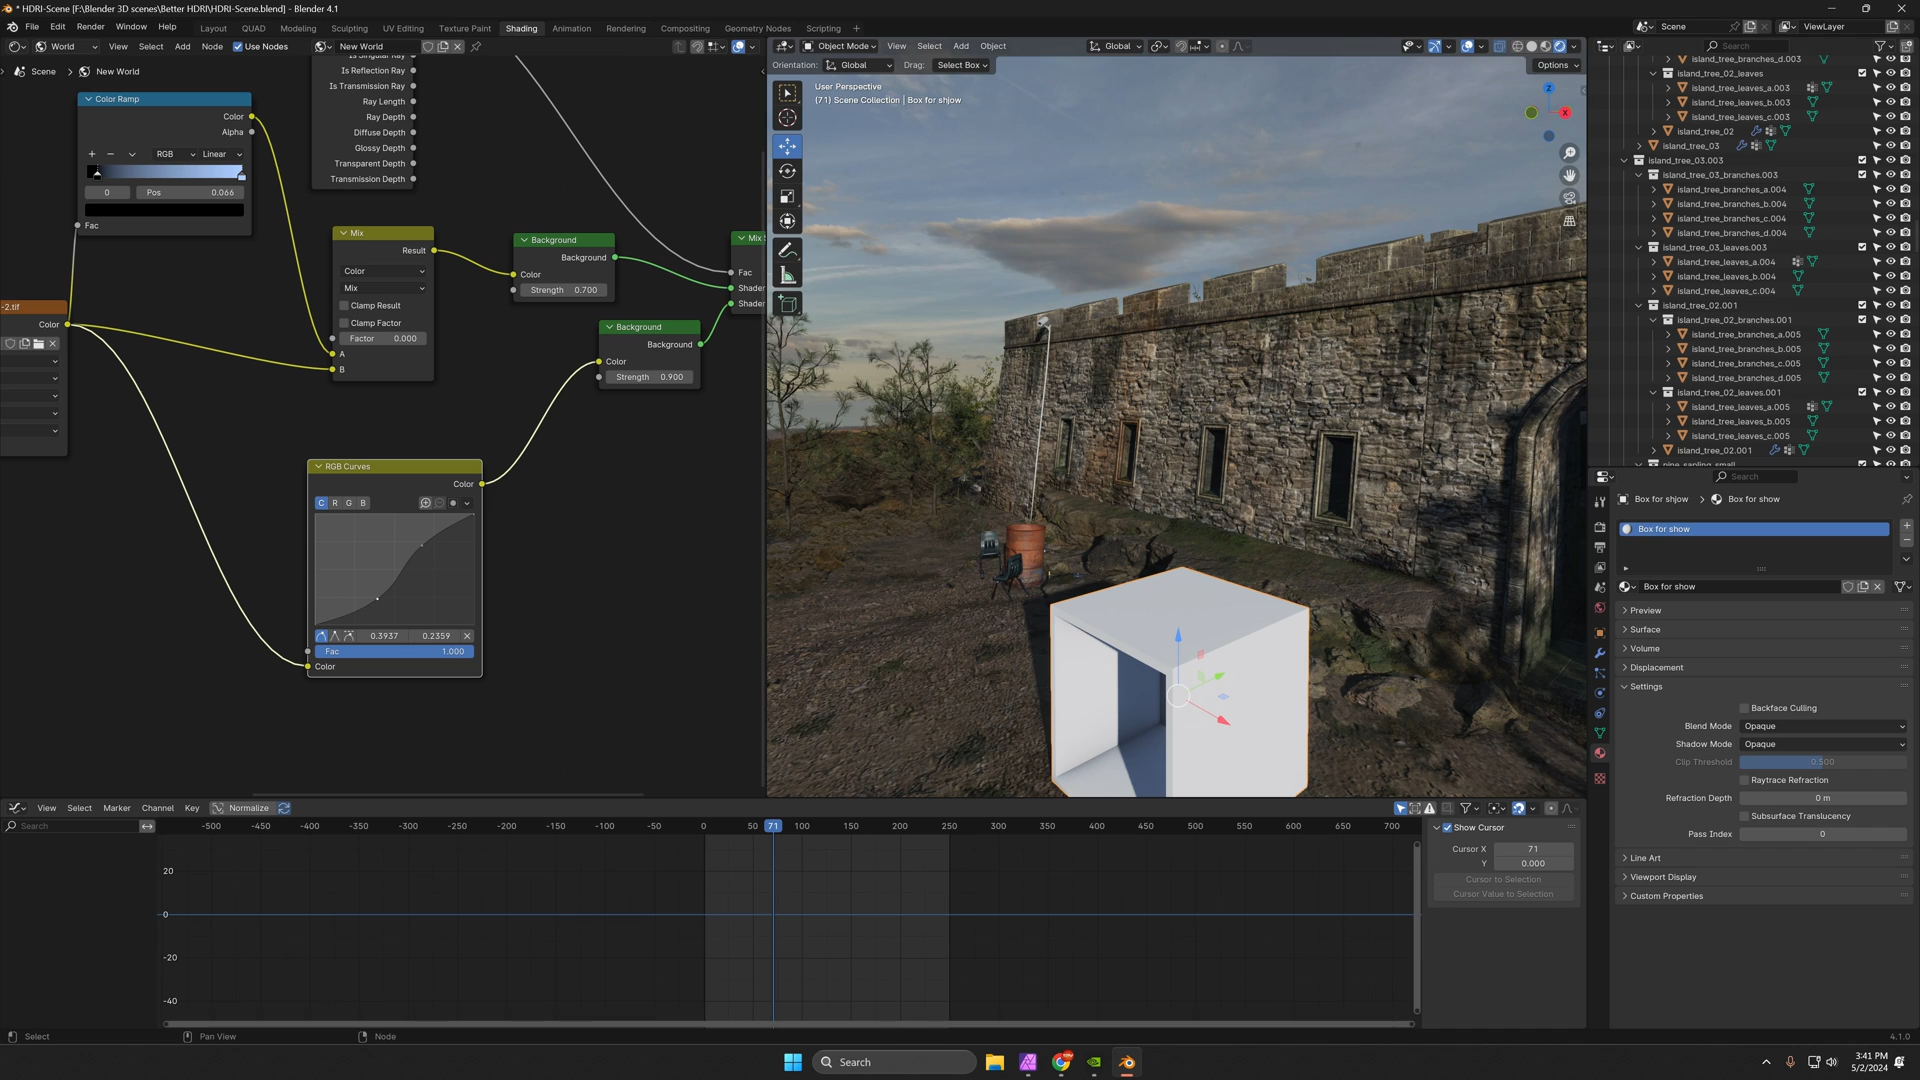 * HDRI-Scene [F:\Blender 3D scenes\Better HDRI\HDRI-Scene.blend] - Blender 4.1
File Edit Render Window Help Layout QUAD Modeling Sculpting UV Editing Texture Paint Shading Animation Rendering Compositing Geometry Nodes Scripting +
Scene ViewLayer
World View Select Add Node Use Nodes New World
Object Mode View Select Add Object Global
Search
Orientation: Global Drag: Select Box Options
Scene > New World
Is Reflection Ray
Is Transmission Ray
Ray Length
Ray Depth
Diffuse Depth
Glossy Depth
Transparent Depth
Transmission Depth
Color Ramp
Color
Alpha
RGB Linear
0 Pos 0.066
Fac
-2.tif
Color
Mix
Result
Color
Mix
Clamp Result
Clamp Factor
Factor 0.000
A
B
Background
Background
Color
Strength 0.700
Background
Background
Color
Strength 0.900
Mix
Fac
Shader
Shader
RGB Curves
Color
C R G B
0.3937 0.2359
Fac 1.000
Color
User Perspective
(71) Scene Collection | Box for shjow
Z
X
island_tree_branches_d.003
island_tree_02_leaves
island_tree_leaves_a.003
island_tree_leaves_b.003
island_tree_leaves_c.003
island_tree_02
island_tree_03
island_tree_03.003
island_tree_03_branches.003
island_tree_branches_a.004
island_tree_branches_b.004
island_tree_branches_c.004
island_tree_branches_d.004
island_tree_03_leaves.003
island_tree_leaves_a.004
island_tree_leaves_b.004
island_tree_leaves_c.004
island_tree_02.001
island_tree_02_branches.001
island_tree_branches_a.005
island_tree_branches_b.005
island_tree_branches_c.005
island_tree_branches_d.005
island_tree_02_leaves.001
island_tree_leaves_a.005
island_tree_leaves_b.005
island_tree_leaves_c.005
island_tree_02.001
Search
Box for shjow > Box for show
Box for show
Box for show
Preview
Surface
Volume
Displacement
Settings
Backface Culling
Blend Mode Opaque
Shadow Mode Opaque
Clip Threshold 0.500
Raytrace Refraction
Refraction Depth 0 m
Subsurface Translucency
Pass Index 0
Line Art
Viewport Display
Custom Properties
View Select Marker Channel Key Normalize
Search
-500 -450 -400 -350 -300 -250 -200 -150 -100 -50 0 50 71 100 150 200 250 300 350 400 450 500 550 600 650 700
20
0
-20
-40
Show Cursor
Cursor X 71
Y 0.000
Cursor to Selection
Cursor Value to Selection
Select Pan View Node
4.1.0
Search
3:41 PM
5/2/2024